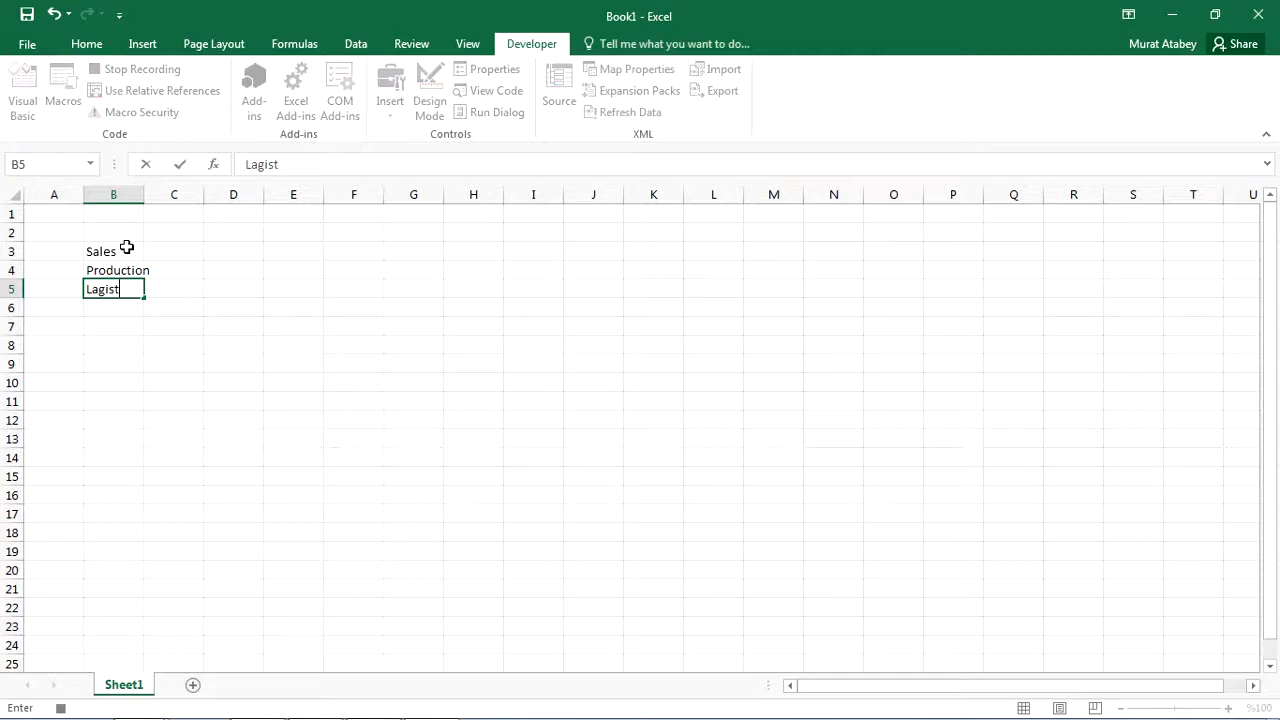 Book1 - Excel
File Home Insert Page Layout Formulas Data Review View Developer Tell me what you want to do... Murat Atabey Share
Visual Basic
Macros
Stop Recording
Use Relative References
Macro Security
Code
Add-ins
Excel Add-ins
COM Add-ins
Add-ins
Insert
Design Mode
Properties
View Code
Run Dialog
Controls
Source
Map Properties
Expansion Packs
Refresh Data
Import
Export
XML
B5 fx Lagist
A B C D E F G H I J K L M N O P Q R S T U
1
2
3 Sales
4 Production
5 Lagist
6
7
8
9
10
11
12
13
14
15
16
17
18
19
20
21
22
23
24
25
Sheet1
Enter %100